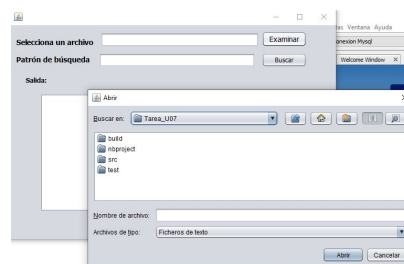 Selecciona un archivo
Examinar
Patrón de búsqueda
Buscar
Salida:
tas Ventana Ayuda
onexion Mysql
Welcome Window
Abrir
Buscar en: Tarea_U07
build
nbproject
src
test
Nombre de archivo:
Archivos de tipo: Ficheros de texto
Abrir
Cancelar